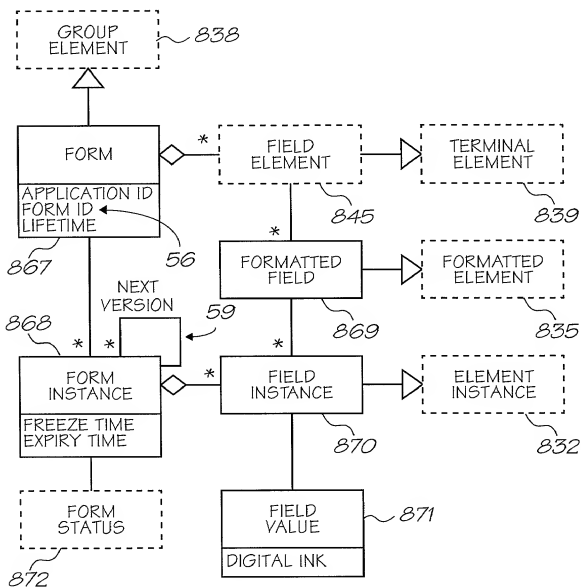 GROUP
ELEMENT
838
FORM
*
FIELD
ELEMENT
TERMINAL
ELEMENT
APPLICATION ID
FORM ID
LIFETIME
845
839
867
56
*
NEXT
VERSION
FORMATTED
FIELD
FORMATTED
ELEMENT
868
59
869
835
*
*
*
FORM
INSTANCE
*
FIELD
INSTANCE
ELEMENT
INSTANCE
FREEZE TIME
EXPIRY TIME
870
832
FORM
STATUS
FIELD
VALUE
871
DIGITAL INK
872